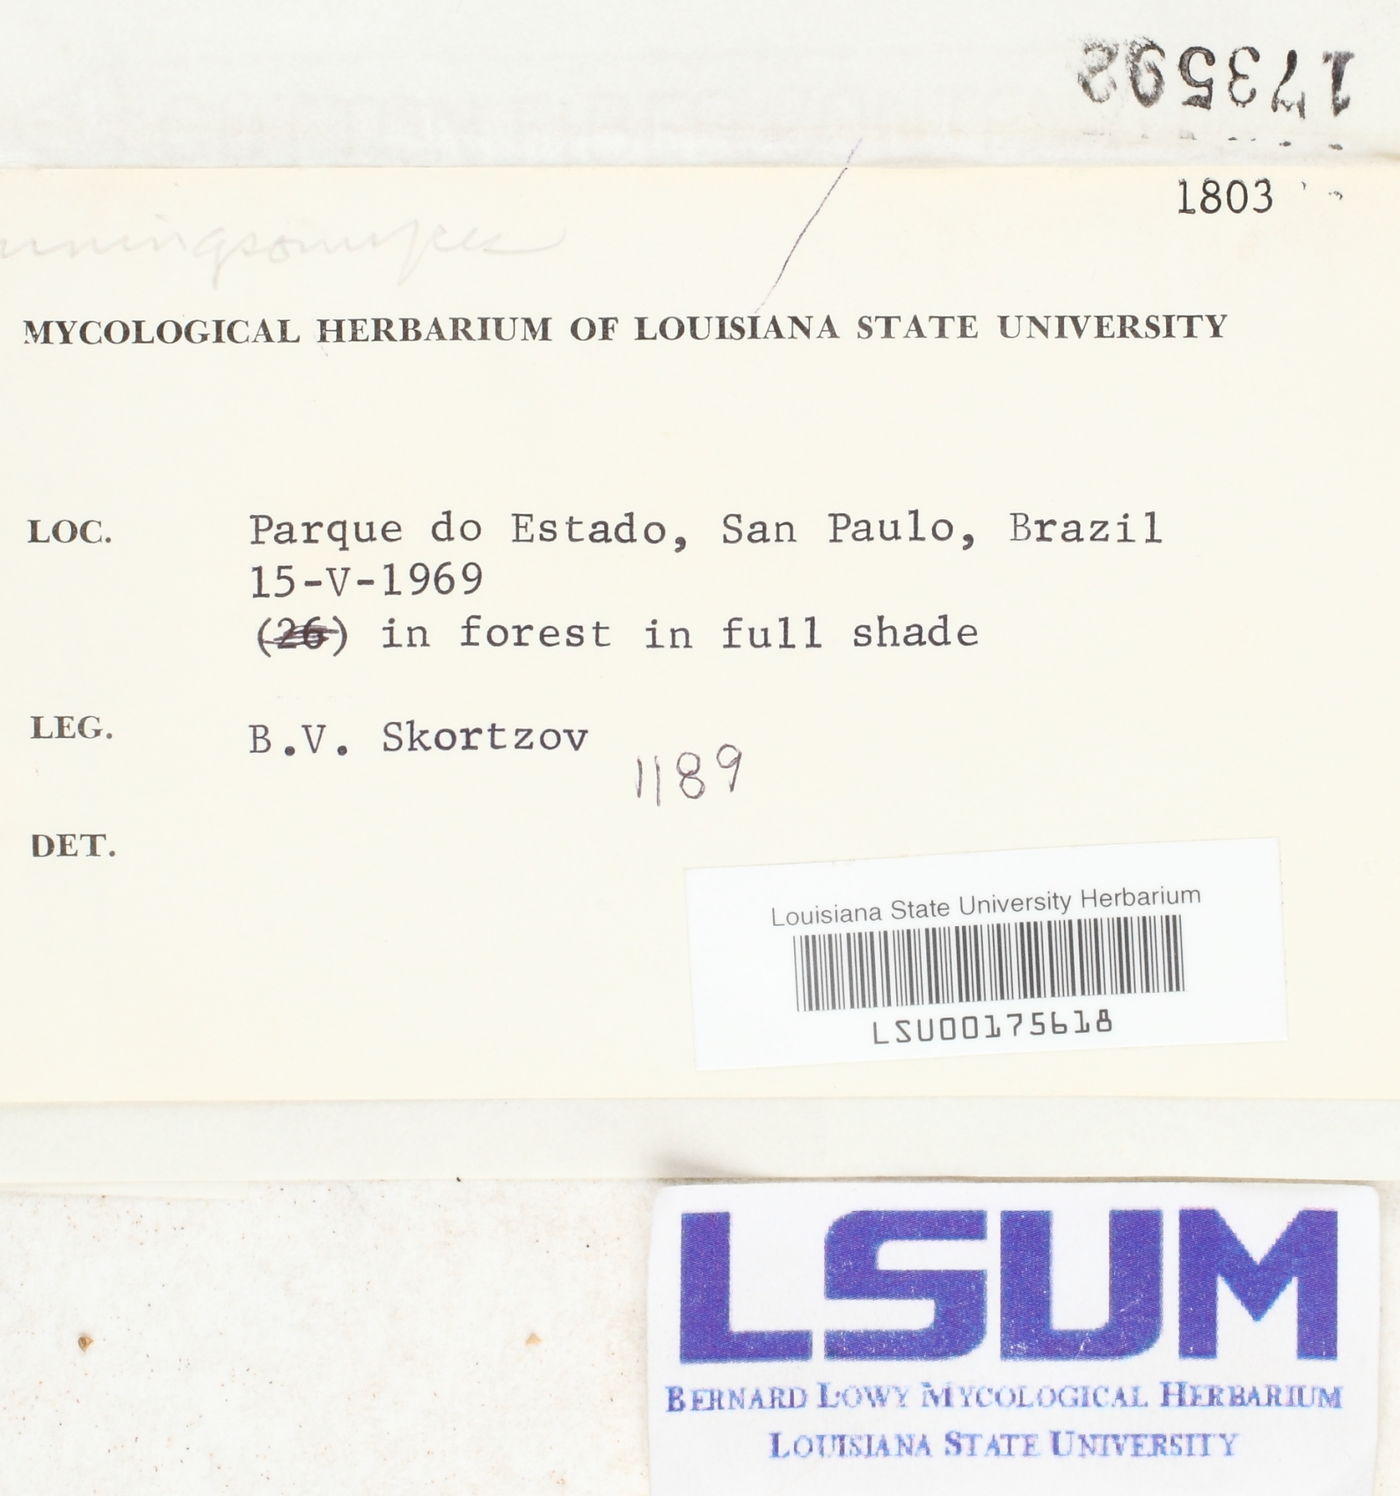 173592
1803
MYCOLOGICAL HERBARIUM OF LOUISIANA STATE UNIVERSITY
LOC. Parque do Estado, San Paulo, Brazil
15-V-1969
(26) in forest in full shade
LEG. B.V. Skortzov
1189
DET.
Louisiana State University Herbarium
LSU00175618
LSUM
BERNARD LOWY MYCOLOGICAL HERBARIUM
LOUISIANA STATE UNIVERSITY